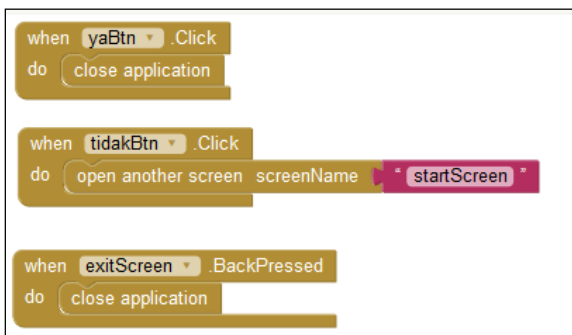 when yaBtn .Click
do close application
when tidakBtn .Click
do open another screen screenName " startScreen "
when exitScreen .BackPressed
do close application